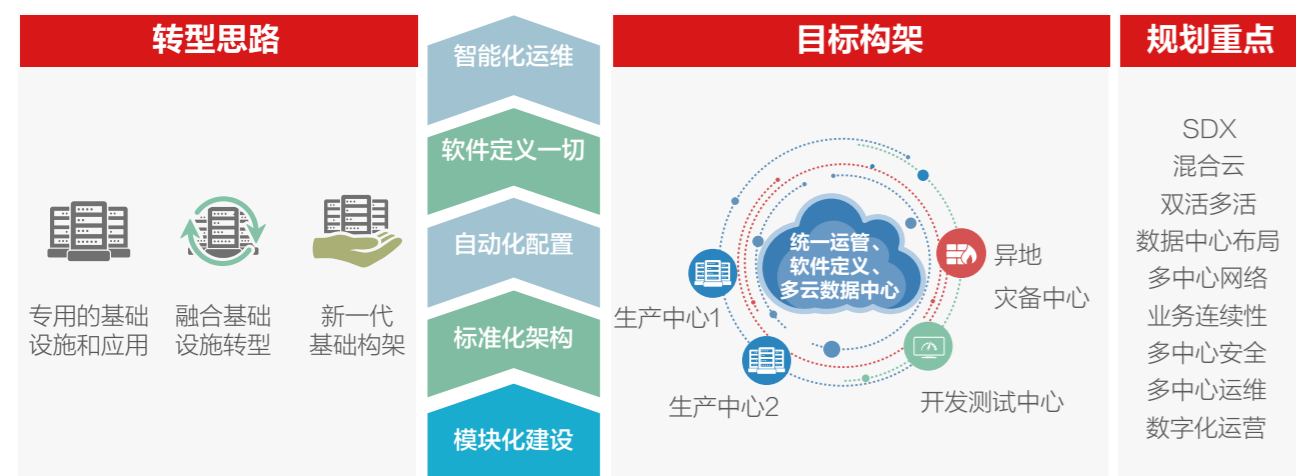 转型思路
专用的基础
设施和应用
融合基础
设施转型
新一代
基础构架
智能化运维
软件定义一切
自动化配置
标准化架构
模块化建设
目标构架
统一运管、
软件定义、
多云数据中心
生产中心1
生产中心2
异地
灾备中心
开发测试中心
规划重点
SDX
混合云
双活多活
数据中心布局
多中心网络
业务连续性
多中心安全
多中心运维
数字化运营